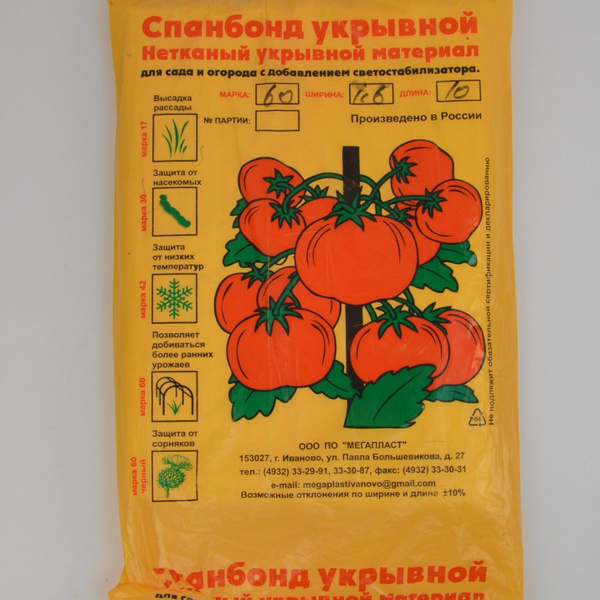 Спанбонд укрывной
Нетканый укрывной материал
для сада и огорода с добавлением светостабилизатора.
МАРКА: 60 ШИРИНА: 1,6 ДЛИНА: 10
№ ПАРТИИ:
Произведено в России
Высадка
рассады
марка 17
Защита от
насекомых
марка 30
Защита
от низких
температур
марка 42
Позволяет
добиваться
более ранних
урожаев
марка 60
Защита от
сорняков
марка 60
черный
Не подлежит обязательной сертификации и декларированию
04
ООО ПО "МЕГАПЛАСТ"
153027, г. Иваново, ул. Павла Большевикова, д. 27
тел.: (4932) 33-29-91, 33-30-87, факс: (4932) 33-30-31
e-mail: megaplastivanovo@gmail.com
Возможные отклонения по ширине и длине ±10%
Спанбонд укрывной
укрывной материал